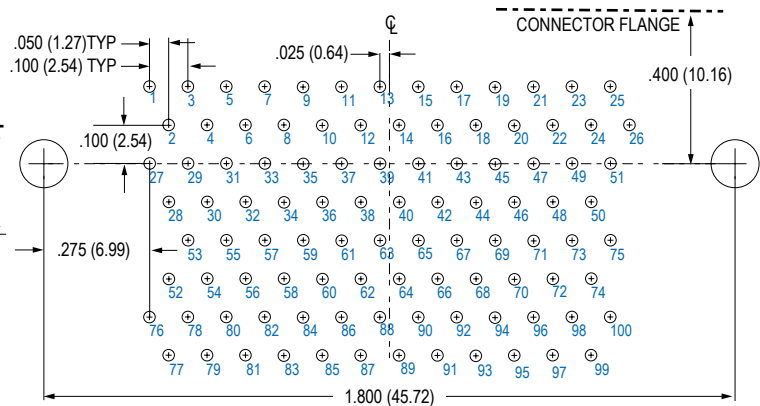 ℄
CONNECTOR FLANGE
.050 (1.27)TYP
.100 (2.54) TYP
.025 (0.64)
.400 (10.16)
1 3 5 7 9 11 13 15 17 19 21 23 25
.100 (2.54)
2 4 6 8 10 12 14 16 18 20 22 24 26
27 29 31 33 35 37 39 41 43 45 47 49 51
28 30 32 34 36 38 40 42 44 46 48 50
.275 (6.99)
53 55 57 59 61 63 65 67 69 71 73 75
52 54 56 58 60 62 64 66 68 70 72 74
76 78 80 82 84 86 88 90 92 94 96 98 100
77 79 81 83 85 87 89 91 93 95 97 99
1.800 (45.72)